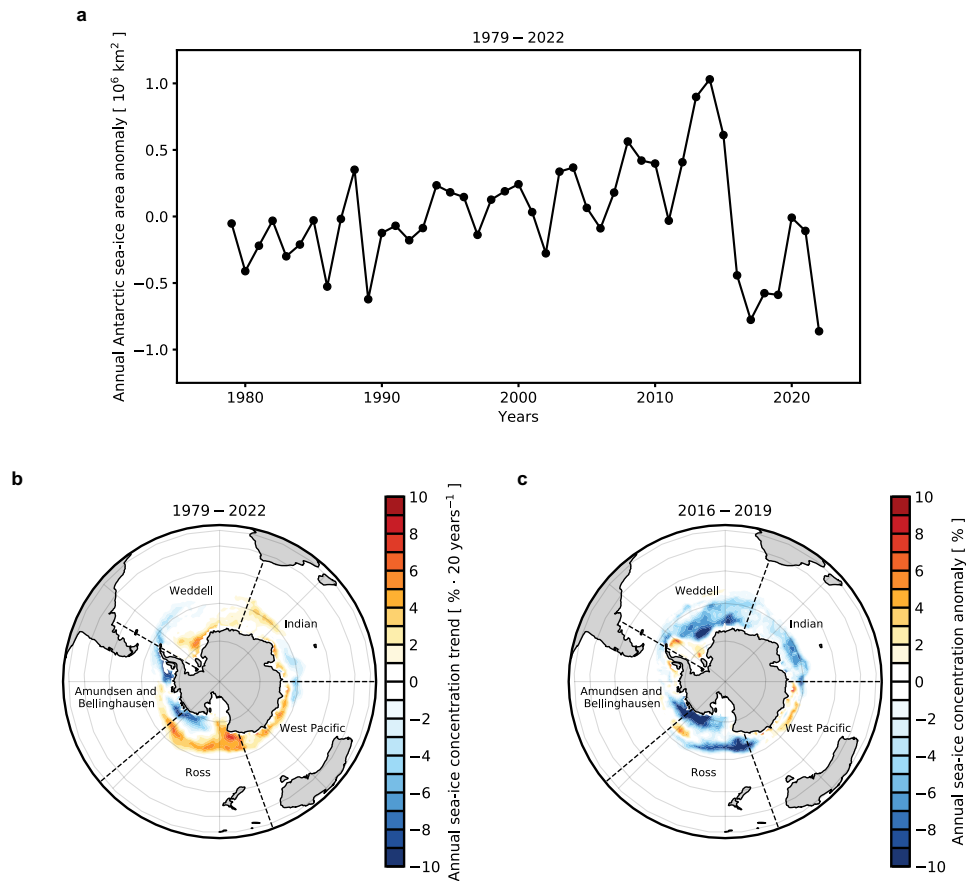 a
1979 – 2022
Annual Antarctic sea-ice area anomaly [ 10⁶ km² ]
1.0
0.5
0.0
−0.5
−1.0
1980
1990
2000
2010
2020
Years
b
1979 – 2022
Weddell
Indian
Amundsen and
Bellinghausen
West Pacific
Ross
10
8
6
4
2
0
−2
−4
−6
−8
−10
Annual sea-ice concentration trend [ % · 20 years⁻¹ ]
c
2016 – 2019
Weddell
Indian
Amundsen and
Bellinghausen
West Pacific
Ross
10
8
6
4
2
0
−2
−4
−6
−8
−10
Annual sea-ice concentration anomaly [ % ]